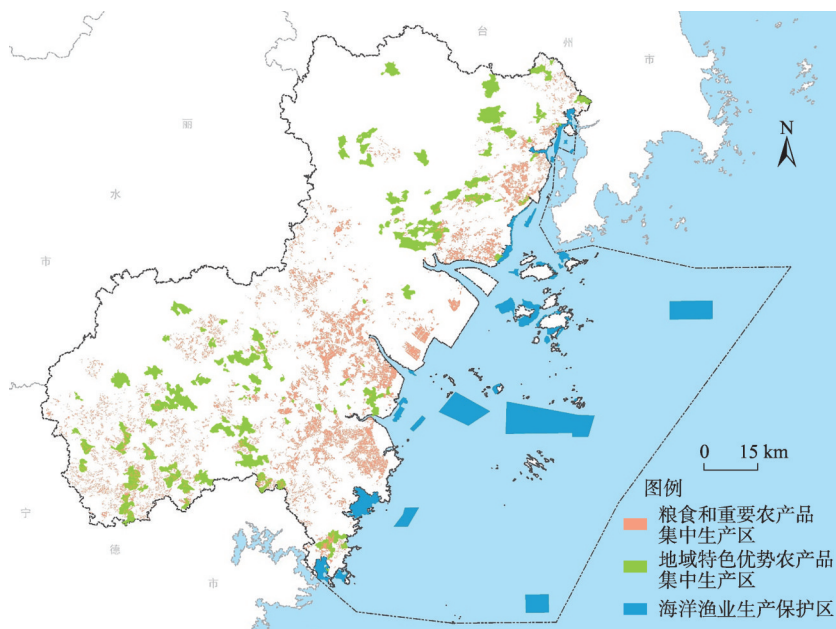 台
州
市
丽
水
市
N
0 15 km
图例
粮食和重要农产品
集中生产区
地域特色优势农产品
集中生产区
海洋渔业生产保护区
宁
德
市